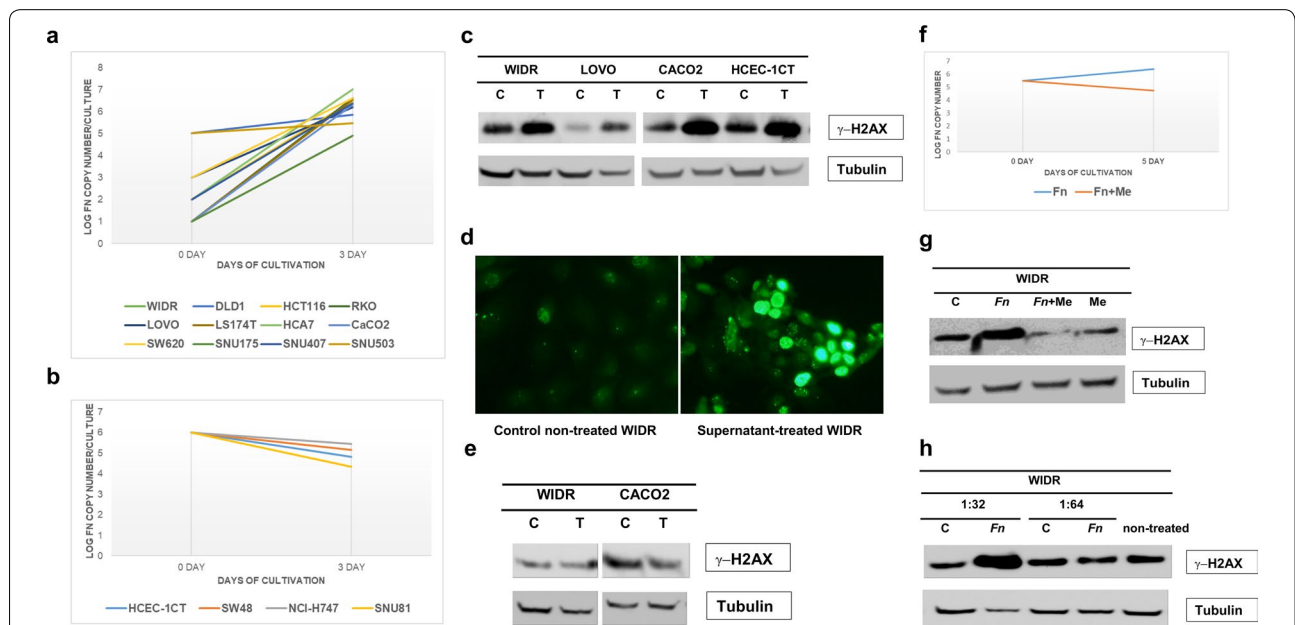 a
LOG FN COPY NUMBER/CULTURE
8
7
6
5
4
3
2
1
0
0 DAY 3 DAY
DAYS OF CULTIVATION
WIDR DLD1 HCT116 RKO
LOVO LS174T HCA7 CaCO2
SW620 SNU175 SNU407 SNU503
b
LOG FN COPY NUMBER/CULTURE
6
5
4
3
2
1
0
0 DAY 3 DAY
DAYS OF CULTIVATION
HCEC-1CT SW48 NCI-H747 SNU81
c
WIDR LOVO CACO2 HCEC-1CT
C T C T C T C T
γ–H2AX
Tubulin
d
Control non-treated WIDR Supernatant-treated WIDR
e
WIDR CACO2
C T C T
γ–H2AX
Tubulin
f
LOG FN COPY NUMBER
7
6
5
4
3
2
1
0
0 DAY 5 DAY
DAYS OF CULTIVATION
Fn Fn+Me
g
WIDR
C Fn Fn+Me Me
γ–H2AX
Tubulin
h
WIDR
1:32 1:64
C Fn C Fn non-treated
γ–H2AX
Tubulin